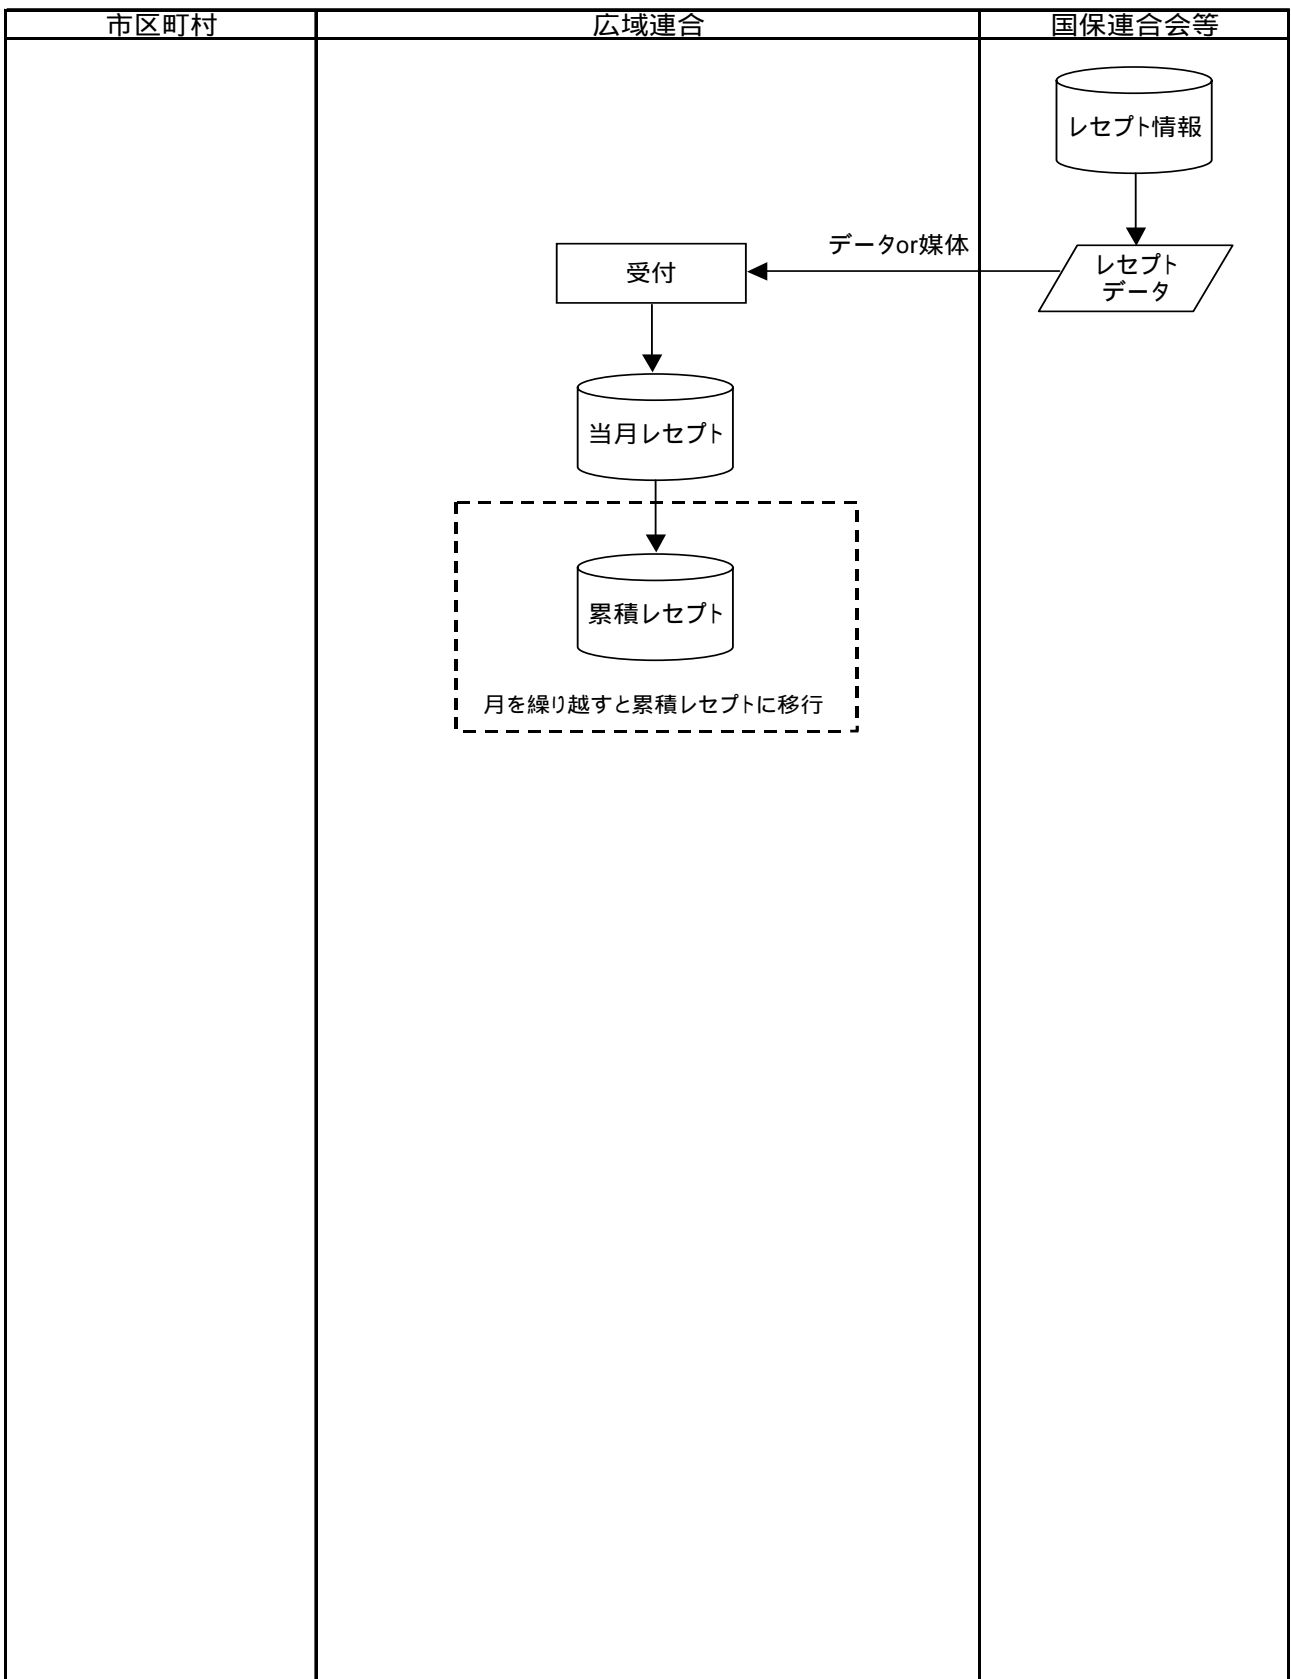 市区町村
広域連合
国保連合会等
レセプト情報
データor媒体
受付
レセプト
データ
当月レセプト
累積レセプト
月を繰り越すと累積レセプトに移行